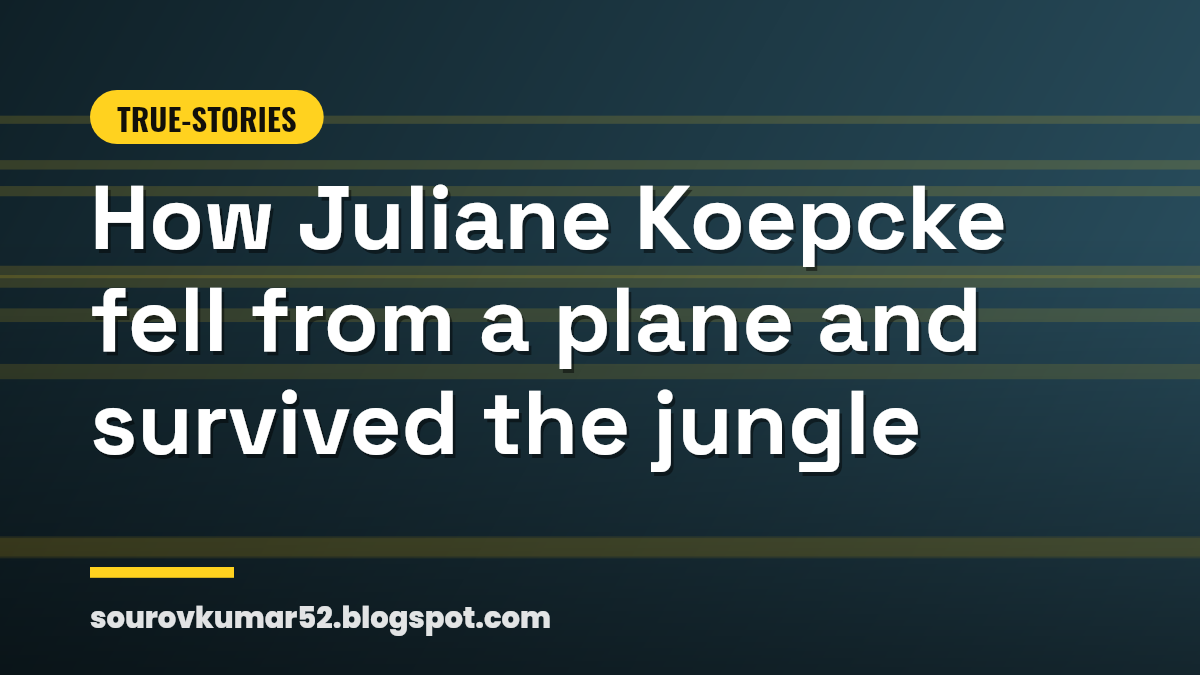 TRUE-STORIES
How Juliane Koepcke
fell from a plane and
survived the jungle
sourovkumar52.blogspot.com